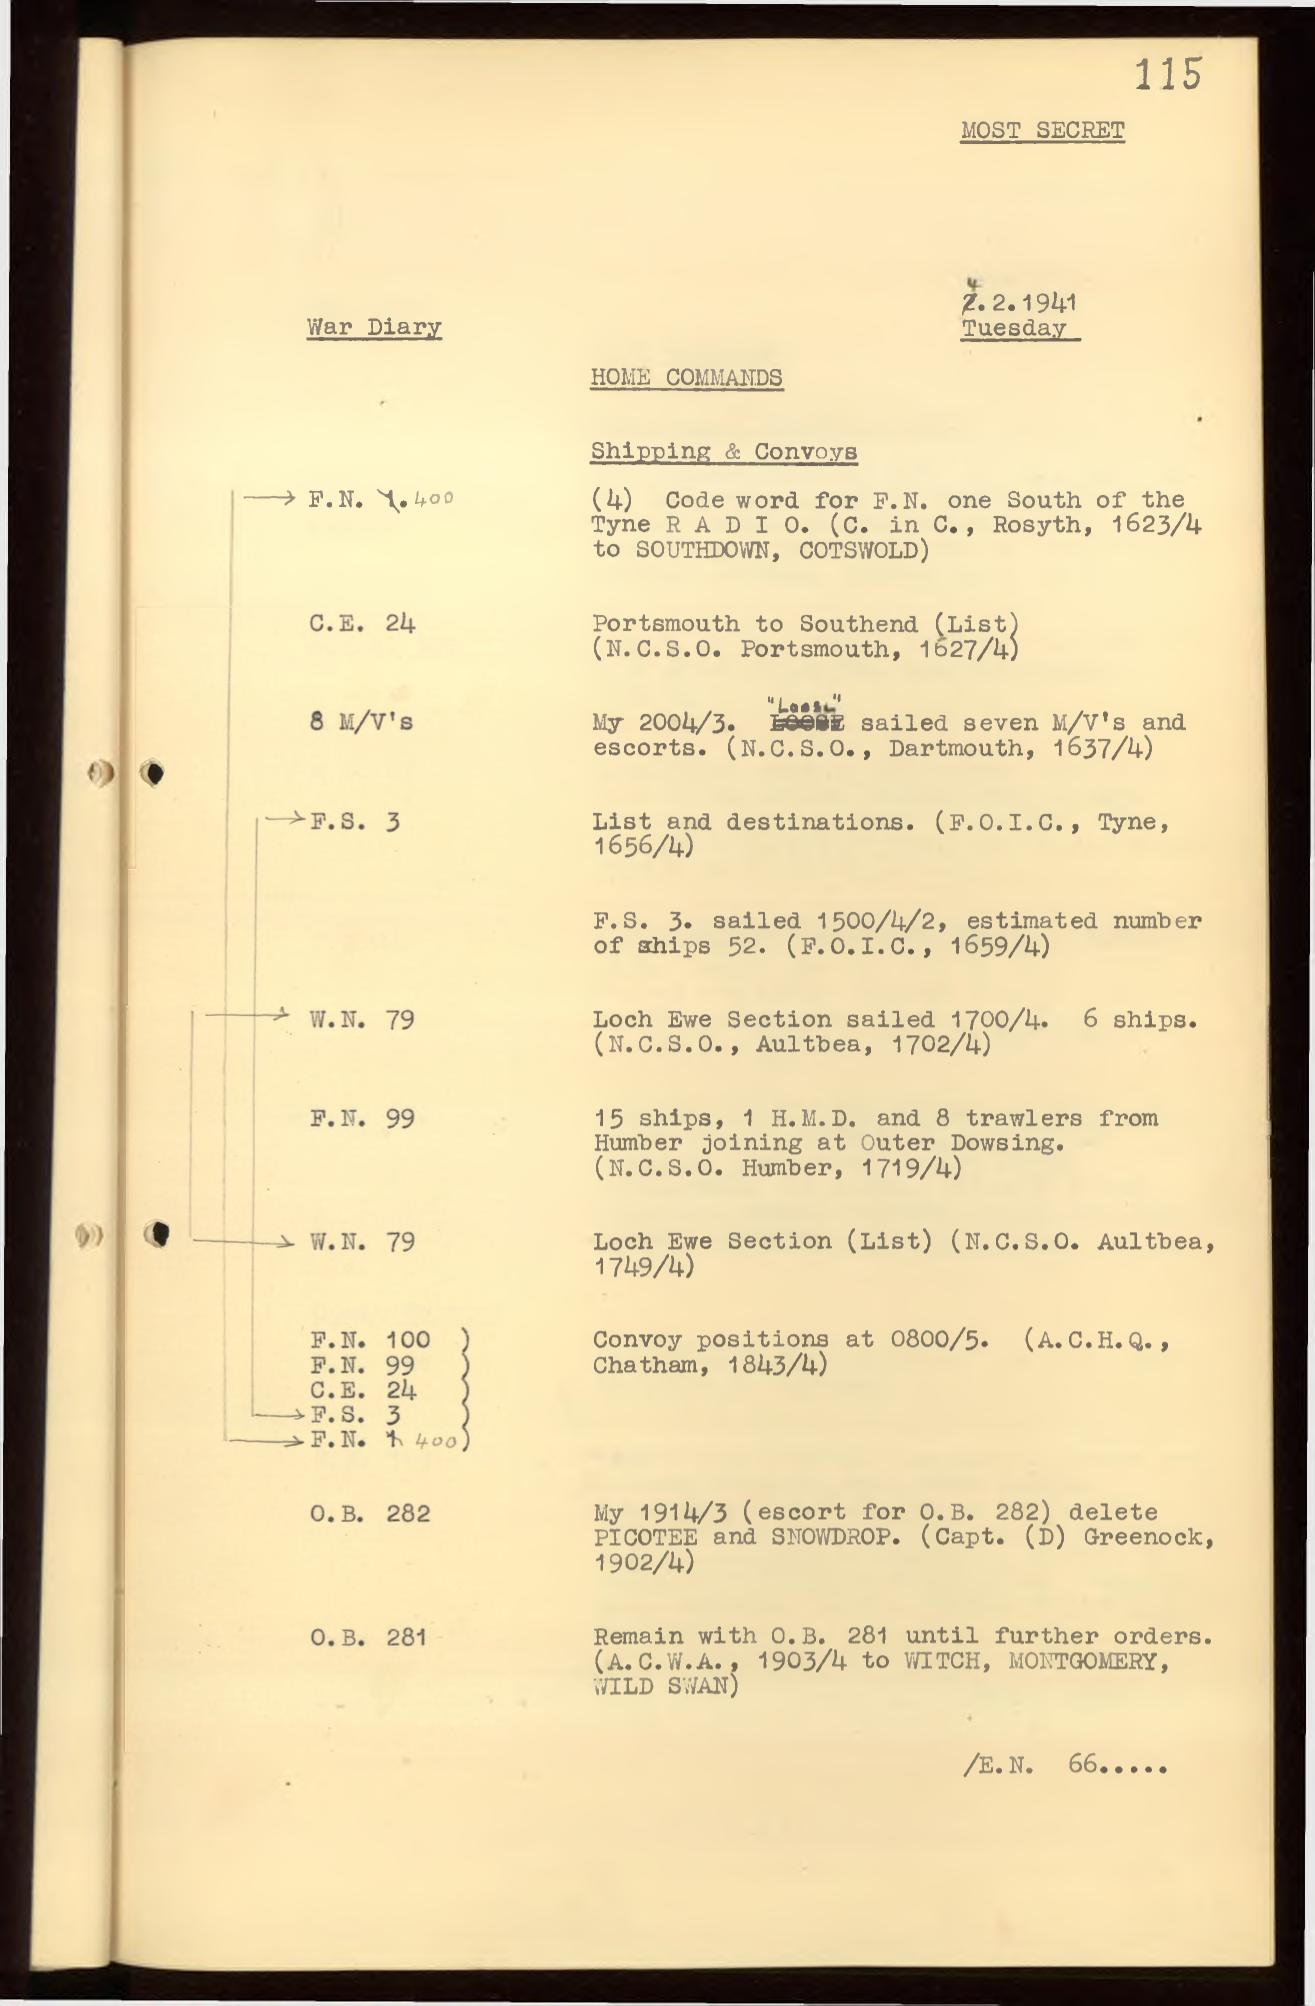 115
MOST SECRET
4
2.2.1941
War Diary
Tuesday
HOME COMMANDS
Shipping & Convoys
F.N. 1. 400 (4) Code word for F.N. one South of the
Tyne R A D I O. (C. in C., Rosyth, 1623/4
to SOUTHDOWN, COTSWOLD)
C.E. 24 Portsmouth to Southend (List)
(N.C.S.O. Portsmouth, 1627/4)
"Loose"
8 M/V's My 2004/3. LOOSE sailed seven M/V's and
escorts. (N.C.S.O., Dartmouth, 1637/4)
F.S. 3 List and destinations. (F.O.I.C., Tyne,
1656/4)
F.S. 3. sailed 1500/4/2, estimated number
of ships 52. (F.O.I.C., 1659/4)
W.N. 79 Loch Ewe Section sailed 1700/4. 6 ships.
(N.C.S.O., Aultbea, 1702/4)
F.N. 99 15 ships, 1 H.M.D. and 8 trawlers from
Humber joining at Outer Dowsing.
(N.C.S.O. Humber, 1719/4)
W.N. 79 Loch Ewe Section (List) (N.C.S.O. Aultbea,
1749/4)
F.N. 100 ) Convoy positions at 0800/5. (A.C.H.Q.,
F.N. 99 ) Chatham, 1843/4)
C.E. 24 )
F.S. 3 )
F.N. 1 400)
O.B. 282 My 1914/3 (escort for O.B. 282) delete
PICOTEE and SNOWDROP. (Capt. (D) Greenock,
1902/4)
O.B. 281 Remain with O.B. 281 until further orders.
(A.C.W.A., 1903/4 to WITCH, MONTGOMERY,
WILD SWAN)
/E.N. 66.....